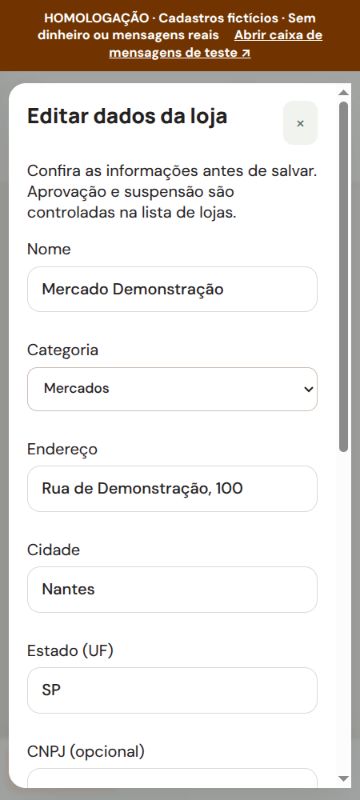 HOMOLOGAÇÃO · Cadastros fictícios · Sem
dinheiro ou mensagens reais Abrir caixa de
mensagens de teste ↗
Editar dados da loja
×
Confira as informações antes de salvar.
Aprovação e suspensão são
controladas na lista de lojas.
Nome
Mercado Demonstração
Categoria
Mercados
Endereço
Rua de Demonstração, 100
Cidade
Nantes
Estado (UF)
SP
CNPJ (opcional)